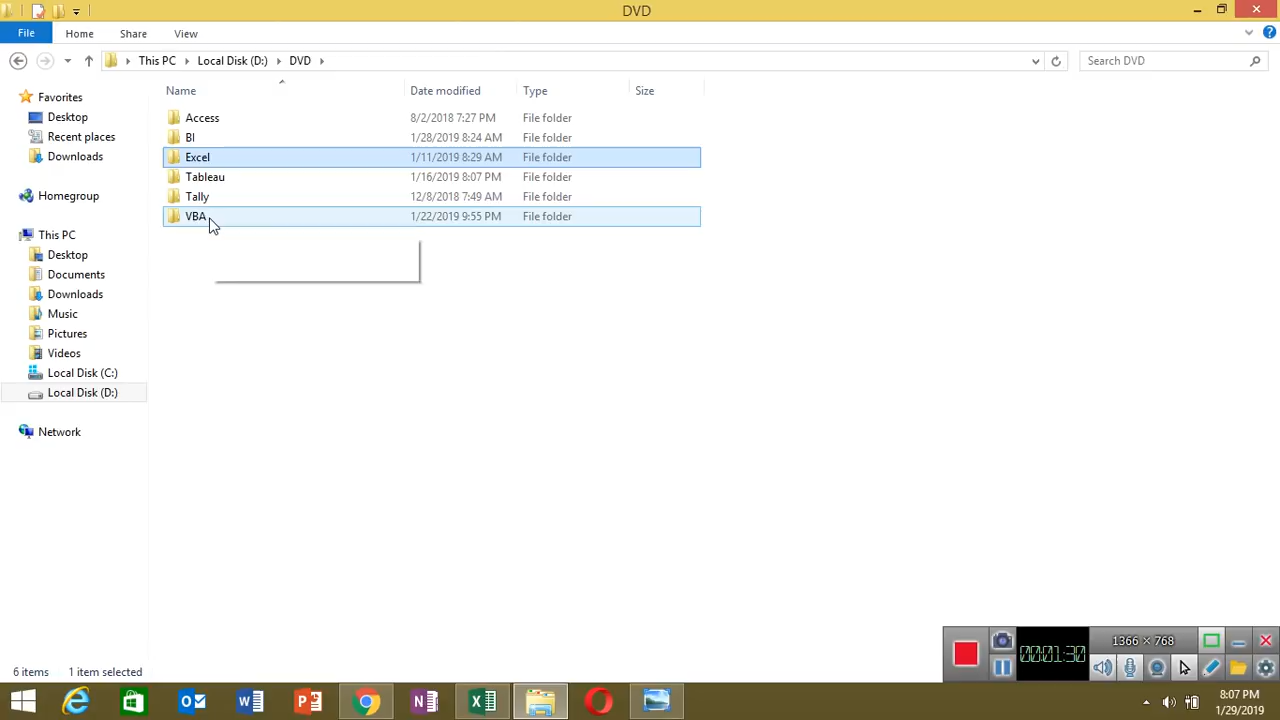 DVD
File Home Share View
This PC Local Disk (D:) DVD Search DVD
Name Date modified Type Size
Favorites
Desktop
Recent places
Downloads
Homegroup
This PC
Desktop
Documents
Downloads
Music
Pictures
Videos
Local Disk (C:)
Local Disk (D:)
Network
Access 8/2/2018 7:27 PM File folder
BI 1/28/2019 8:24 AM File folder
Excel 1/11/2019 8:29 AM File folder
Tableau 1/16/2019 8:07 PM File folder
Tally 12/8/2018 7:49 AM File folder
VBA 1/22/2019 9:55 PM File folder
1366 × 768
00:01:30
6 items 1 item selected
8:07 PM
1/29/2019